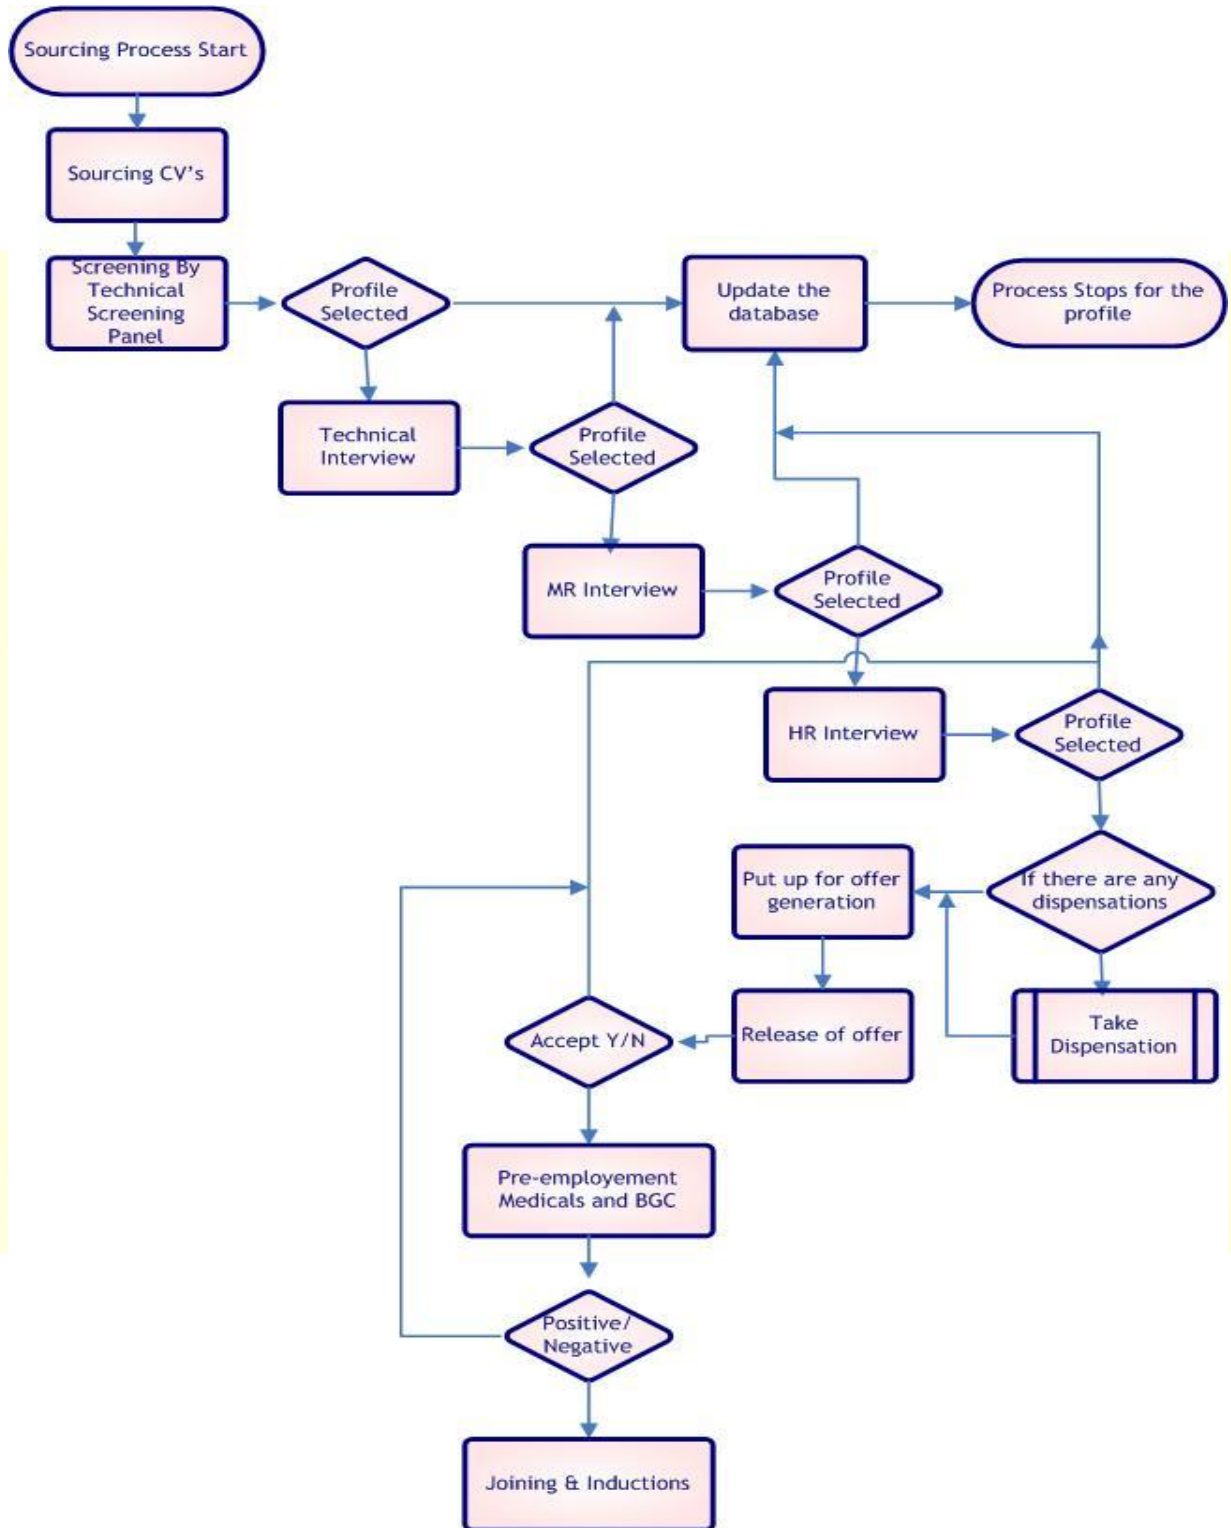 Sourcing Process Start
Sourcing CV's
Screening By
Technical
Screening
Panel
Profile
Selected
Update the
database
Process Stops for the
profile
Technical
Interview
Profile
Selected
MR Interview
Profile
Selected
HR Interview
Profile
Selected
If there are any
dispensations
Put up for offer
generation
Take
Dispensation
Release of offer
Accept Y/N
Pre-employement
Medicals and BGC
Positive/
Negative
Joining & Inductions